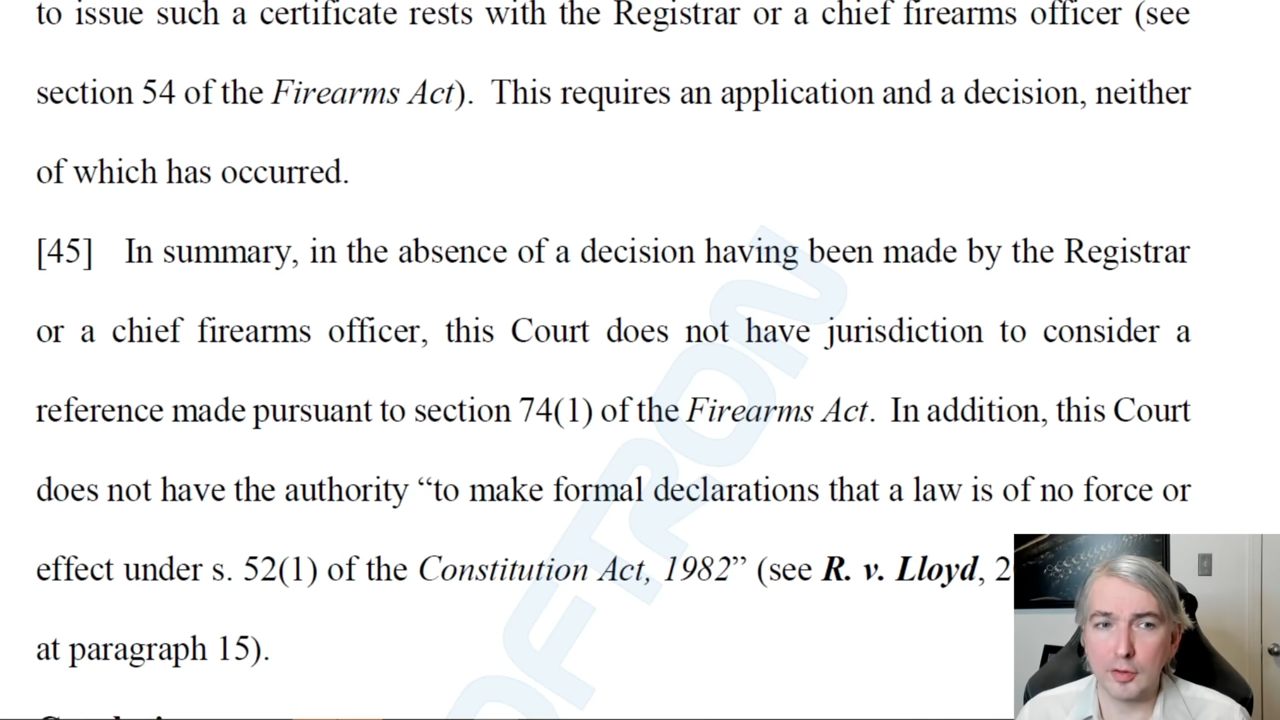 to issue such a certificate rests with the Registrar or a chief firearms officer (see
section 54 of the Firearms Act). This requires an application and a decision, neither
of which has occurred.
[45] In summary, in the absence of a decision having been made by the Registrar
or a chief firearms officer, this Court does not have jurisdiction to consider a
reference made pursuant to section 74(1) of the Firearms Act. In addition, this Court
does not have the authority “to make formal declarations that a law is of no force or
effect under s. 52(1) of the Constitution Act, 1982” (see R. v. Lloyd, 2
at paragraph 15).